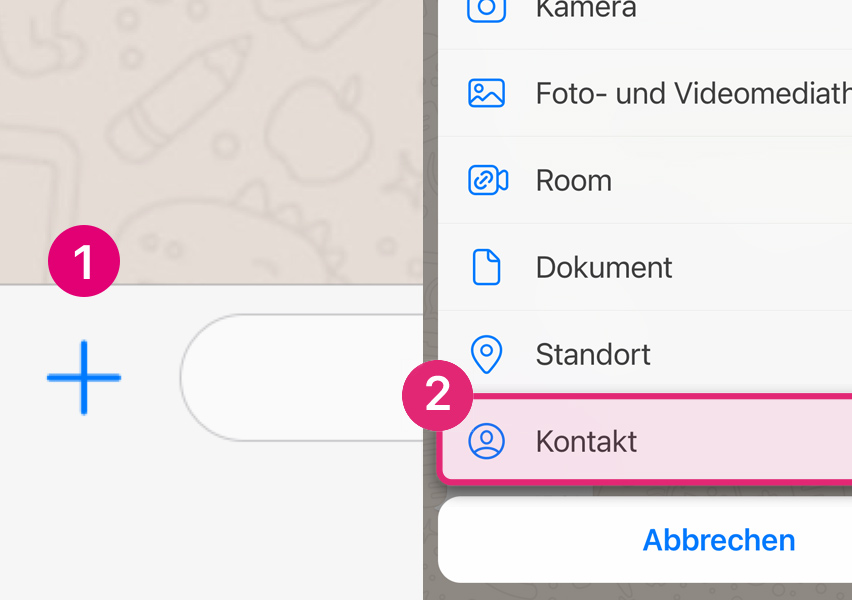 1
Kamera
Foto- und Videomediath
Room
Dokument
Standort
2
Kontakt
Abbrechen